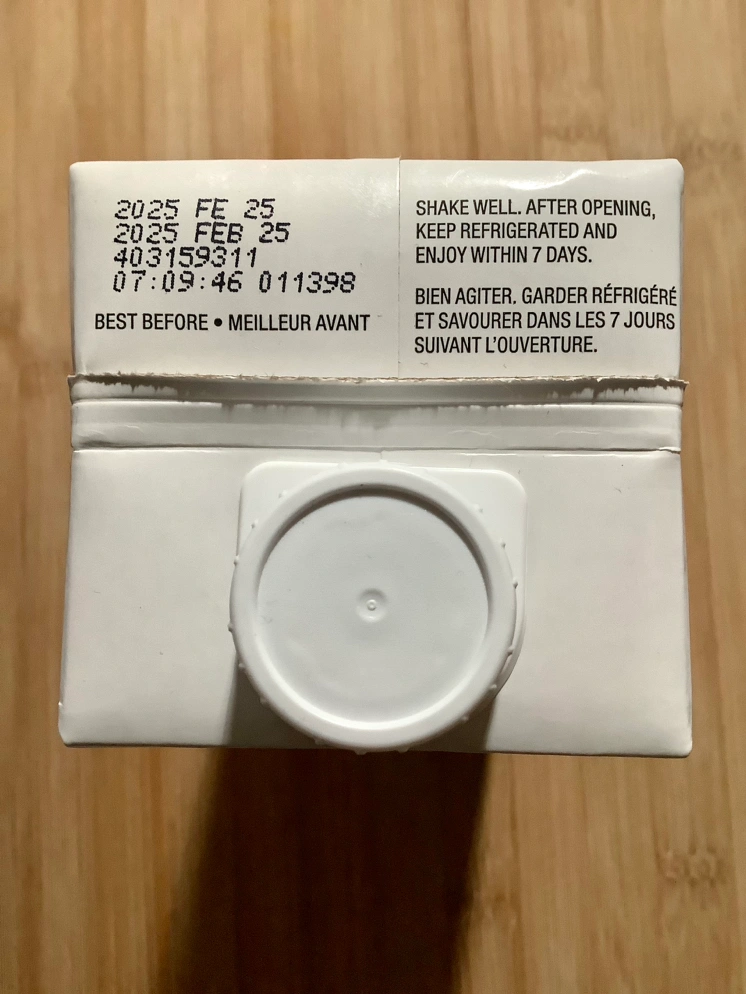 2025 FE 25
2025 FEB 25
403159311
07:09:46 011398
BEST BEFORE • MEILLEUR AVANT
SHAKE WELL. AFTER OPENING,
KEEP REFRIGERATED AND
ENJOY WITHIN 7 DAYS.
BIEN AGITER. GARDER RÉFRIGÉRÉ
ET SAVOURER DANS LES 7 JOURS
SUIVANT L'OUVERTURE.